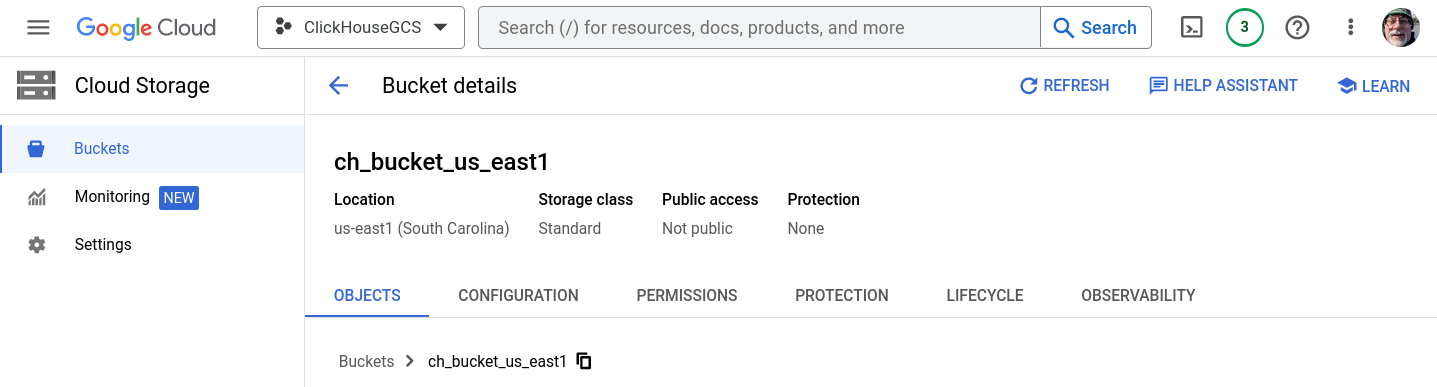 Google Cloud ClickHouseGCS Search (/) for resources, docs, products, and more Search 3
Cloud Storage Bucket details REFRESH HELP ASSISTANT LEARN
Buckets
Monitoring NEW
Settings
ch_bucket_us_east1
Location Storage class Public access Protection
us-east1 (South Carolina) Standard Not public None
OBJECTS CONFIGURATION PERMISSIONS PROTECTION LIFECYCLE OBSERVABILITY
Buckets ch_bucket_us_east1